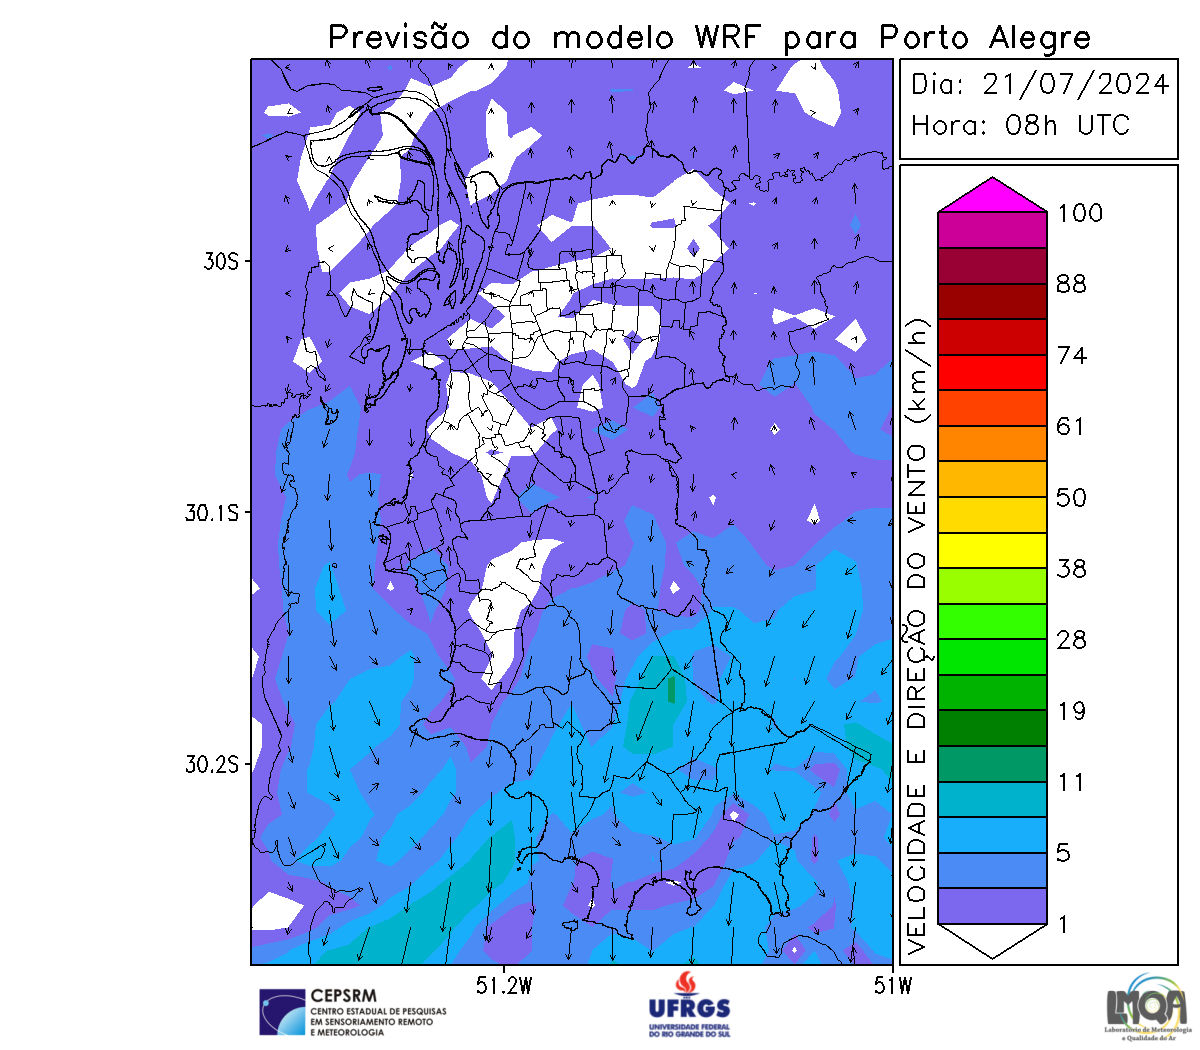 Previsão do modelo WRF para Porto Alegre
Dia: 21/07/2024
Hora: 08h UTC
30S
30.1S
30.2S
51.2W
51W
VELOCIDADE E DIREÇÃO DO VENTO (km/h)
100
88
74
61
50
38
28
19
11
5
1
CEPSRM
CENTRO ESTADUAL DE PESQUISAS
EM SENSORIAMENTO REMOTO
E METEOROLOGIA
UFRGS
UNIVERSIDADE FEDERAL
DO RIO GRANDE DO SUL
LMQA
Laboratório de Meteorologia
e Qualidade do Ar